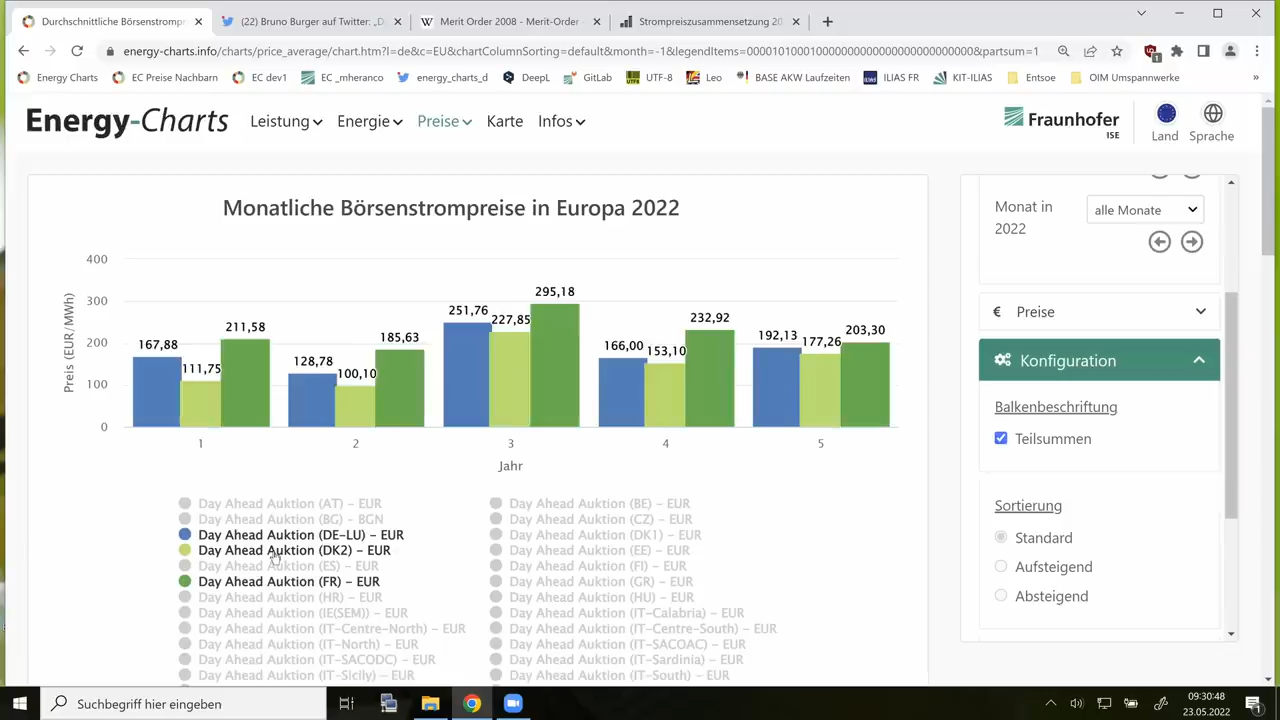 Durchschnittliche Börsenstrompr
(22) Bruno Burger auf Twitter: „D
Merit Order 2008 - Merit-Order -
Strompreiszusammensetzung 20
energy-charts.info/charts/price_average/chart.htm?l=de&c=EU&chartColumnSorting=default&month=-1&legendItems=
&partsum=1
Energy Charts
EC Preise Nachbarn
EC dev1
EC _mheranco
energy_charts_d
DeepL
GitLab
UTF-8
Leo
BASE AKW Laufzeiten
ILIAS FR
KIT-ILIAS
Entsoe
OIM Umspannwerke
»
Energy-Charts
Leistung
Energie
Preise
Karte
Infos
Fraunhofer
ISE
Land
Sprache
Monatliche Börsenstrompreise in Europa 2022
Preis (EUR/MWh)
400
300
200
100
0
167,88
111,75
211,58
128,78
100,10
185,63
251,76
227,85
295,18
166,00
153,10
232,92
192,13
177,26
203,30
1
2
3
4
5
Jahr
Day Ahead Auktion (AT) – EUR
Day Ahead Auktion (BE) – EUR
Day Ahead Auktion (BG) – BGN
Day Ahead Auktion (CZ) – EUR
Day Ahead Auktion (DE-LU) – EUR
Day Ahead Auktion (DK1) – EUR
Day Ahead Auktion (DK2) – EUR
Day Ahead Auktion (EE) – EUR
Day Ahead Auktion (ES) – EUR
Day Ahead Auktion (FI) – EUR
Day Ahead Auktion (FR) – EUR
Day Ahead Auktion (GR) – EUR
Day Ahead Auktion (HR) – EUR
Day Ahead Auktion (HU) – EUR
Day Ahead Auktion (IE(SEM)) – EUR
Day Ahead Auktion (IT-Calabria) – EUR
Day Ahead Auktion (IT-Centre-North) – EUR
Day Ahead Auktion (IT-Centre-South) – EUR
Day Ahead Auktion (IT-North) – EUR
Day Ahead Auktion (IT-SACOAC) – EUR
Day Ahead Auktion (IT-SACODC) – EUR
Day Ahead Auktion (IT-Sardinia) – EUR
Day Ahead Auktion (IT-Sicily) – EUR
Day Ahead Auktion (IT-South) – EUR
Monat in
2022
alle Monate
€ Preise
Konfiguration
Balkenbeschriftung
Teilsummen
Sortierung
Standard
Aufsteigend
Absteigend
Suchbegriff hier eingeben
09:30:48
23.05.2022
1